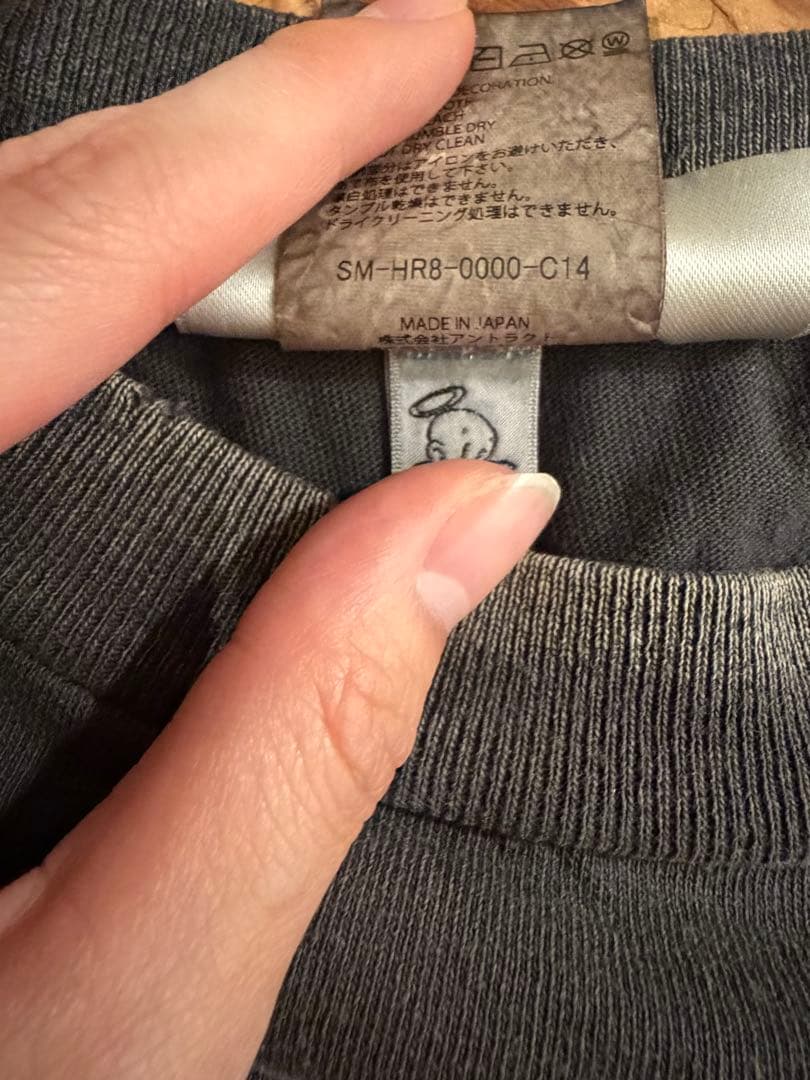 W
DECORATION.
DRY CLEAN
アイロンをお避けいただき、
を使用して下さい。
漂白処理はできません。
タンブル乾燥はできません。
ドライクリーニング処理はできません。
SM-HR8-0000-C14
MADE IN JAPAN
株式会社アントラクト